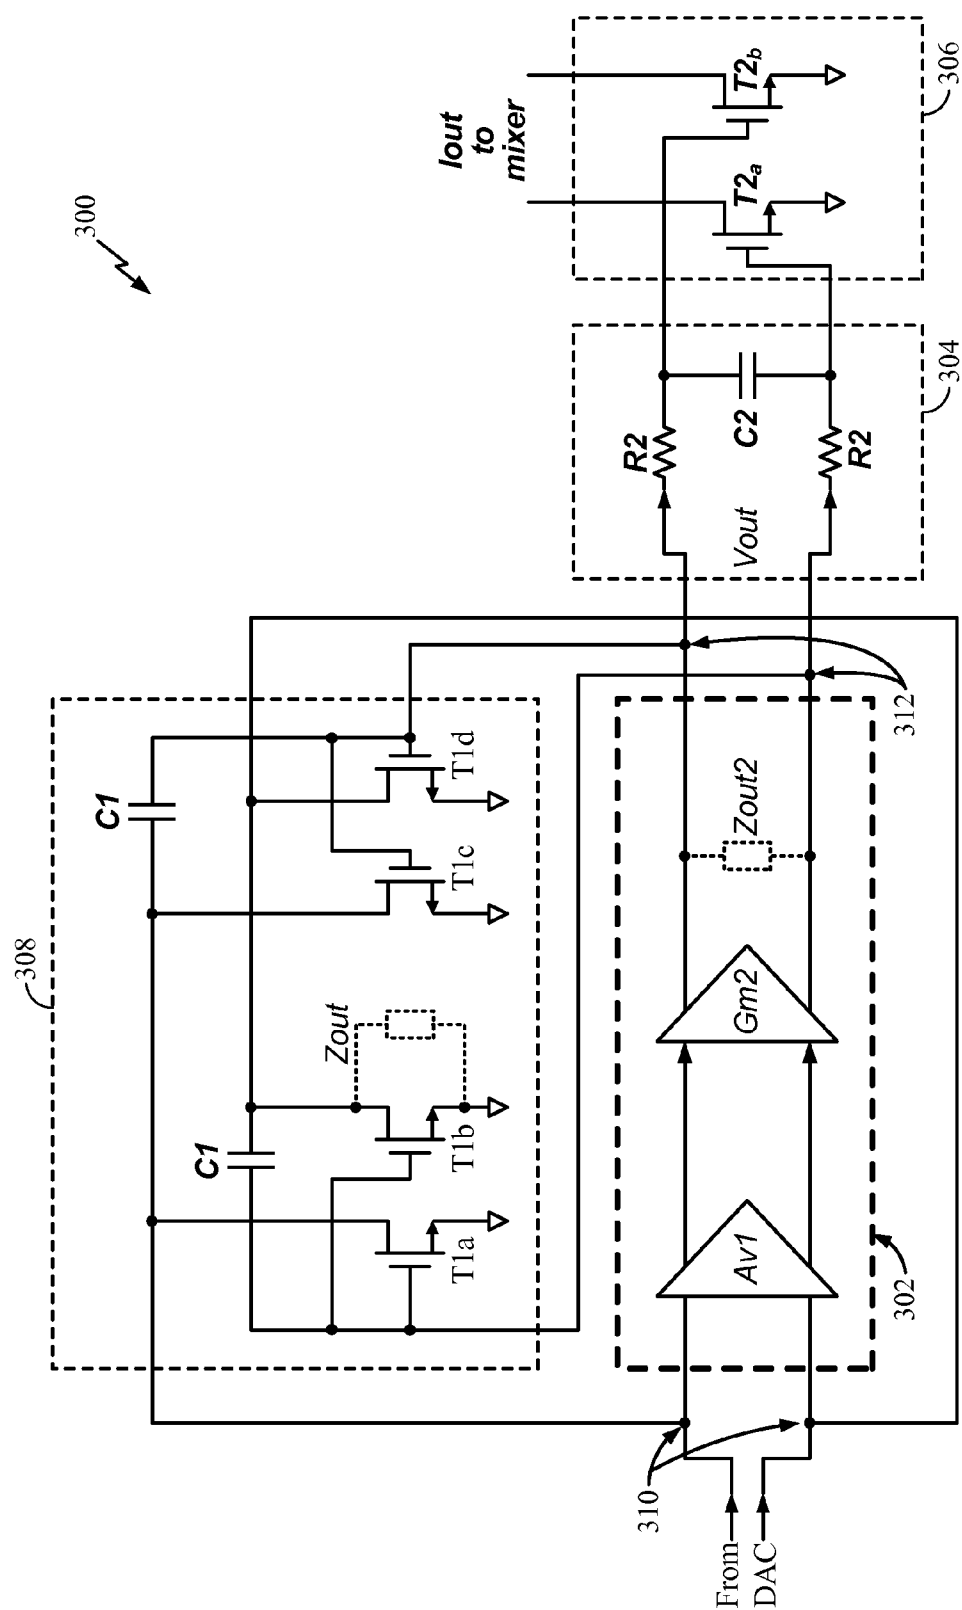 300
308
C1
C1
Zout
T1a
T1b
T1c
T1d
310
From
DAC
Av1
Gm2
Zout2
302
312
Vout
R2
R2
C2
304
Iout
to
mixer
T2a
T2b
306